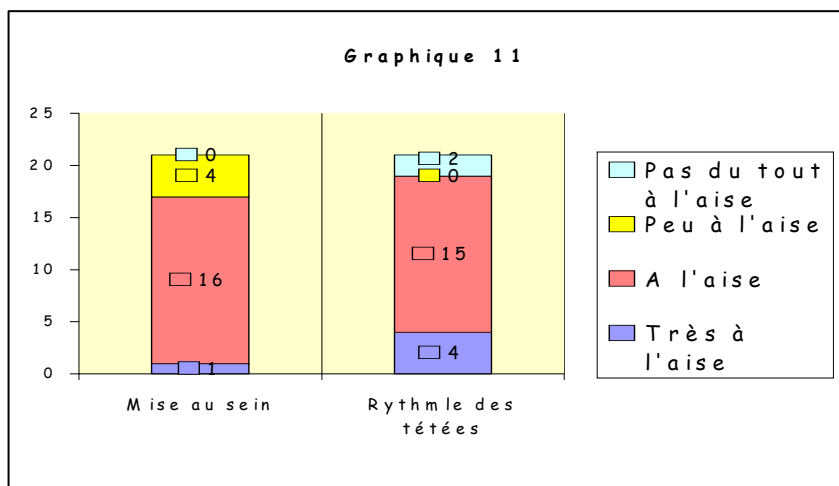 Graphique 11
25
20
15
10
5
0
0
4
16
1
2
0
15
4
Mise au sein
Rythmle des
tétées
Pas du tout
à l'aise
Peu à l'aise
A l'aise
Très à
l'aise